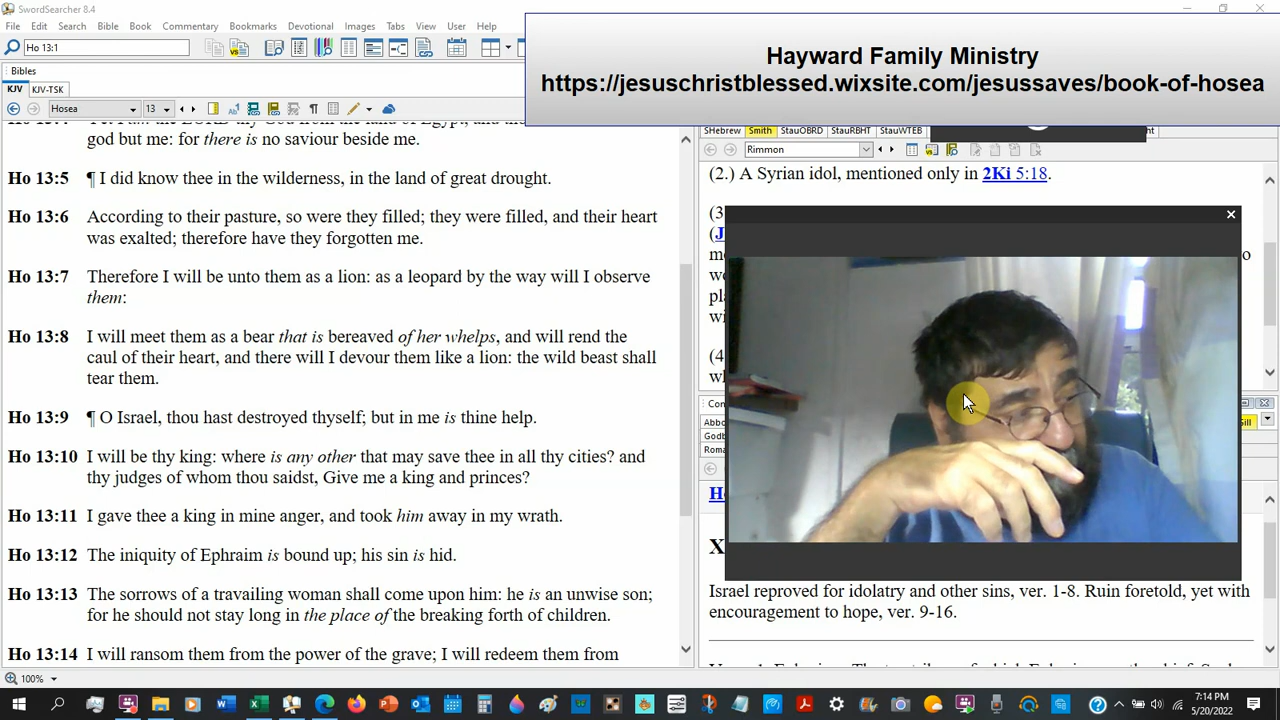 SwordSearcher 8.4
File Edit Search Bible Book Commentary Bookmarks Devotional Images Tabs View User Help
Ho 13:1
Hayward Family Ministry
https://jesuschristblessed.wixsite.com/jesussaves/book-of-hosea
Bibles
KJV KJV-TSK
Hosea 13
god but me: for there is no saviour beside me.
Ho 13:5 ¶ I did know thee in the wilderness, in the land of great drought.
Ho 13:6 According to their pasture, so were they filled; they were filled, and their heart
was exalted; therefore have they forgotten me.
Ho 13:7 Therefore I will be unto them as a lion: as a leopard by the way will I observe
them:
Ho 13:8 I will meet them as a bear that is bereaved of her whelps, and will rend the
caul of their heart, and there will I devour them like a lion: the wild beast shall
tear them.
Ho 13:9 ¶ O Israel, thou hast destroyed thyself; but in me is thine help.
Ho 13:10 I will be thy king: where is any other that may save thee in all thy cities? and
thy judges of whom thou saidst, Give me a king and princes?
Ho 13:11 I gave thee a king in mine anger, and took him away in my wrath.
Ho 13:12 The iniquity of Ephraim is bound up; his sin is hid.
Ho 13:13 The sorrows of a travailing woman shall come upon him: he is an unwise son;
for he should not stay long in the place of the breaking forth of children.
Ho 13:14 I will ransom them from the power of the grave; I will redeem them from
100%
SHebrew Smith StauOBRD StauRBHT StauWTEB
Rimmon
(2.) A Syrian idol, mentioned only in 2Ki 5:18.
(3
(4
Israel reproved for idolatry and other sins, ver. 1-8. Ruin foretold, yet with
encouragement to hope, ver. 9-16.
7:14 PM
5/20/2022